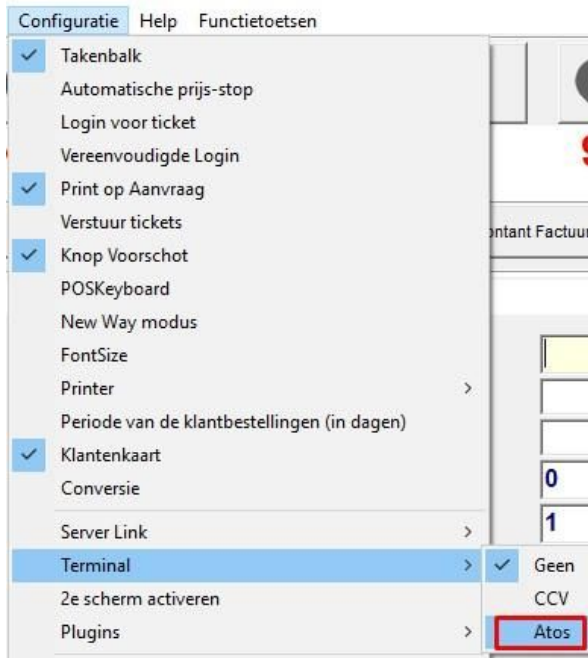 Configuratie Help Functietoetsen
Takenbalk
Automatische prijs-stop
Login voor ticket
Vereenvoudigde Login
Print op Aanvraag
Verstuur tickets
Knop Voorschot
POSKeyboard
New Way modus
FontSize
Printer
Periode van de klantbestellingen (in dagen)
Klantenkaart
Conversie
Server Link
Terminal
2e scherm activeren
Plugins
Geen
CCV
Atos
Factuur
0
1